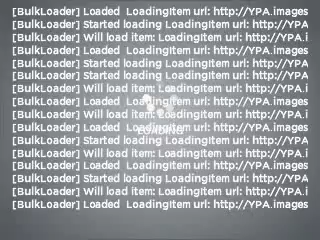 [BulkLoader] Loaded  LoadingItem url: http://YPA.images
[BulkLoader] Started loading LoadingItem url: http://YPA
[BulkLoader] Will load item: LoadingItem url: http://YPA.i
[BulkLoader] Loaded  LoadingItem url: http://YPA.images
[BulkLoader] Started loading LoadingItem url: http://YPA
[BulkLoader] Started loading LoadingItem url: http://YPA
[BulkLoader] Will load item: LoadingItem url: http://YPA.i
[BulkLoader] Loaded  LoadingItem url: http://YPA.images
[BulkLoader] Will load item: LoadingItem url: http://YPA.i
[BulkLoader] Loaded  LoadingItem url: http://YPA.images
LOADING
[BulkLoader] Started loading LoadingItem url: http://YPA
[BulkLoader] Will load item: LoadingItem url: http://YPA.i
[BulkLoader] Loaded  LoadingItem url: http://YPA.images
[BulkLoader] Started loading LoadingItem url: http://YPA
[BulkLoader] Will load item: LoadingItem url: http://YPA.i
[BulkLoader] Loaded  LoadingItem url: http://YPA.images